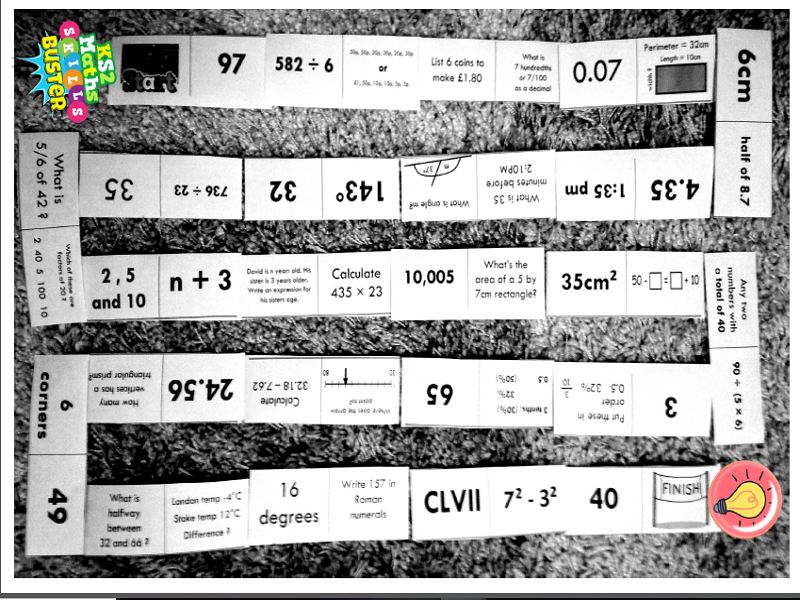 KS2
Maths
SKILLS
BUSTER
Start
97
582 ÷ 6
50p, 50p, 20p, 20p, 20p, 20p
or
£1, 50p, 10p, 10p, 5p, 5p
List 6 coins to
make £1.80
What is
7 hundredths
or 7/100
as a decimal
0.07
Perimeter = 32cm
Length = 10cm
width ?
6cm
half of 8.7
4.35
1:35 pm
What is 35
minutes before
2:10PM
What is angle m?
m
37°
143°
32
736 ÷ 23
35
What is
5/6 of 42 ?
Which of these are
factors of 20 ?
2 40 5 100 10
2 , 5
and 10
n + 3
David is n years old. His
sister is 3 years older.
Write an expression for
his sisters age.
Calculate
435 × 23
10,005
What's the
area of a 5 by
7cm rectangle?
35cm²
50 - □ = □ + 10
Any two
numbers with
a total of 40
90 ÷ (5 × 6)
3
Put these in
order
0.5 32% 3/10
3 tenths, (30%)
32%,
0.5 (50%)
65
Where does the arrow
point to?
30
80
Calculate
32.18 – 7.62
24.56
How many
vertices has a
triangular prism?
6
corners
49
What is
halfway
between
32 and 66 ?
London temp -4°C
Stoke temp 12°C
Difference ?
16
degrees
Write 157 in
Roman
numerals
CLVII
7² - 3²
40
FINISH